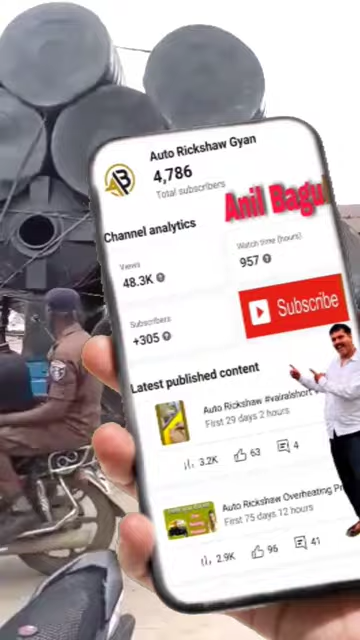 Auto Rickshaw Gyan
4,786
Total subscribers
Anil Bagu
Channel analytics
Views
48.3K
Watch time (hours)
957
Subscribers
+305
Subscribe
Latest published content
Auto Rickshaw #vairalshort
First 29 days 2 hours
3.2K 63 4
Auto Rickshaw Overheating Pr
First 75 days 12 hours
2.9K 96 41